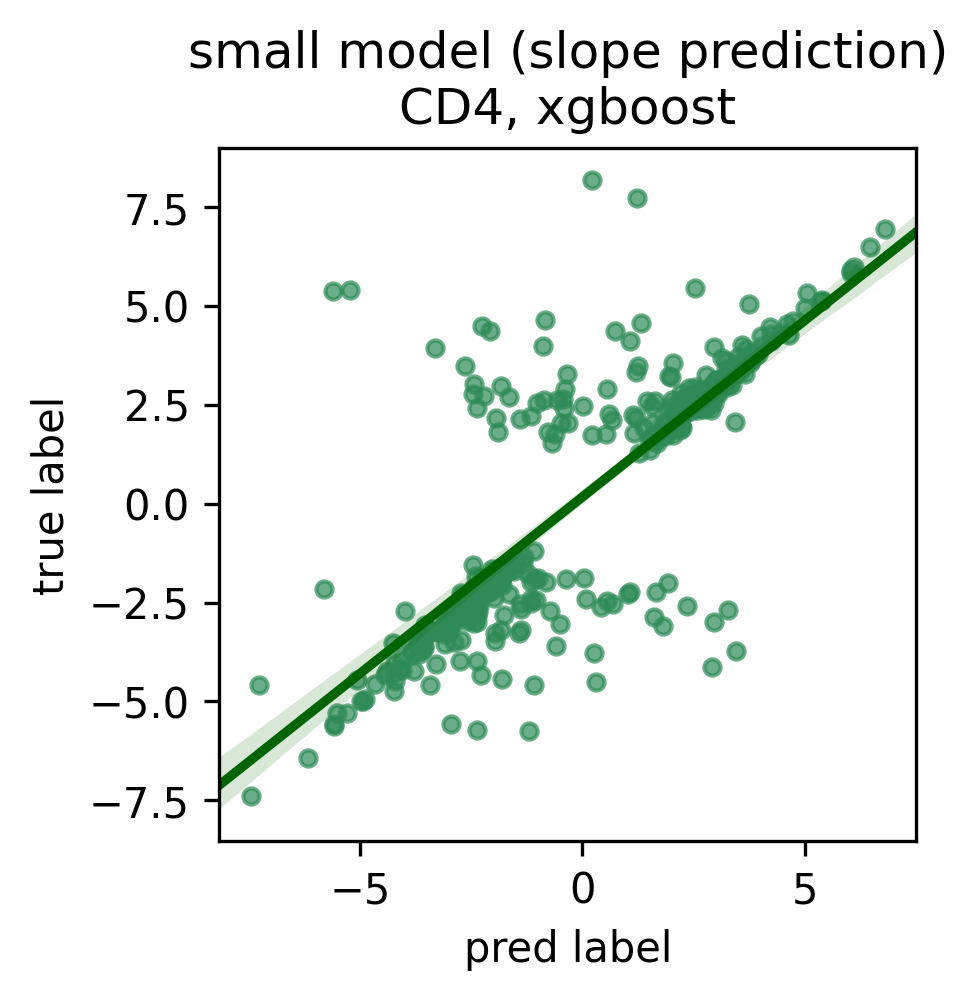 small model (slope prediction)
CD4, xgboost
7.5
5.0
2.5
0.0
−2.5
−5.0
−7.5
true label
−5 0 5
pred label